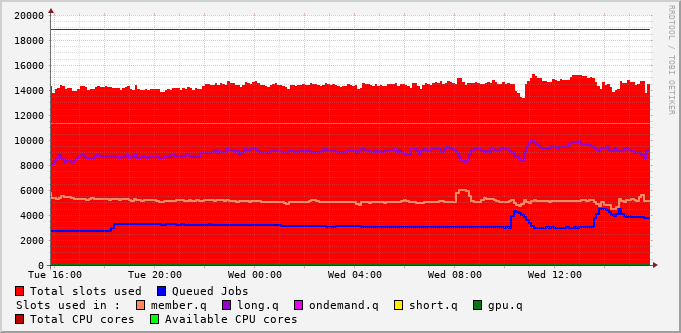 RRDTOOL / TOBI OETIKER
20000
18000
16000
14000
12000
10000
8000
6000
4000
2000
0
Tue 16:00 Tue 20:00 Wed 00:00 Wed 04:00 Wed 08:00 Wed 12:00
Total slots used Queued Jobs
Slots used in : member.q long.q ondemand.q short.q gpu.q
Total CPU cores Available CPU cores